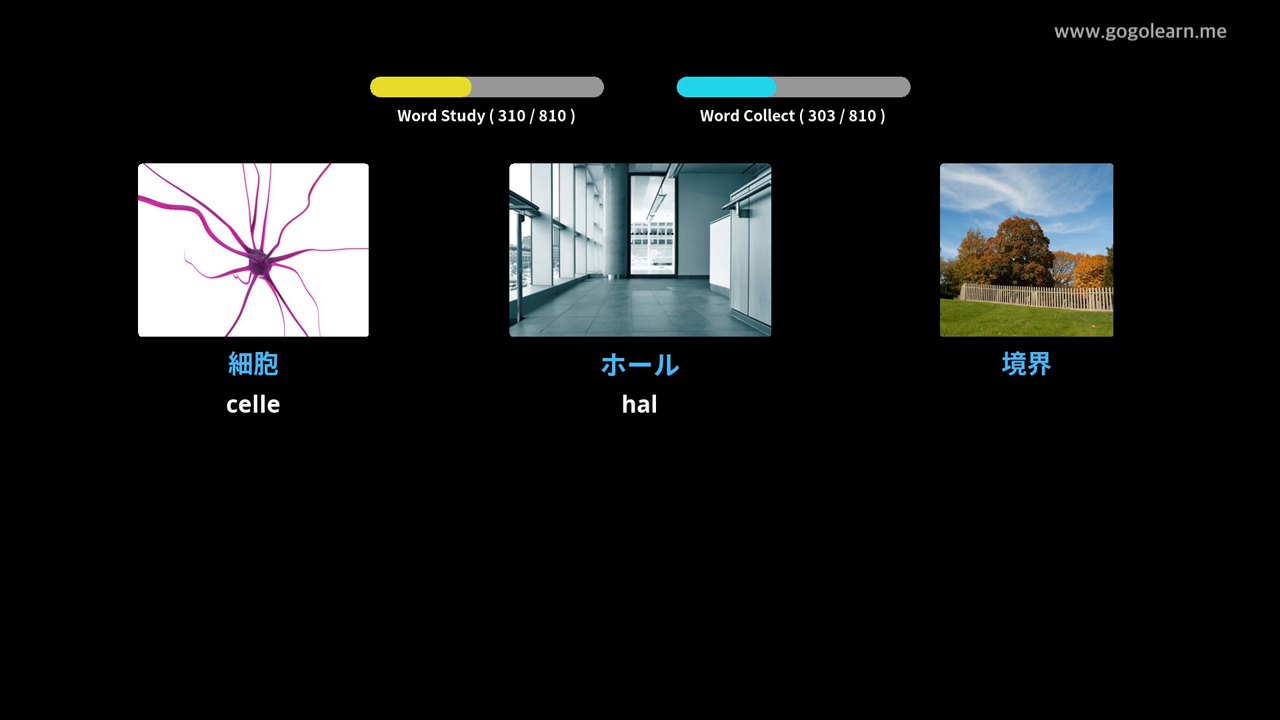 www.gogolearn.me
Word Study ( 310 / 810 )
Word Collect ( 303 / 810 )
細胞
celle
ホール
hal
境界